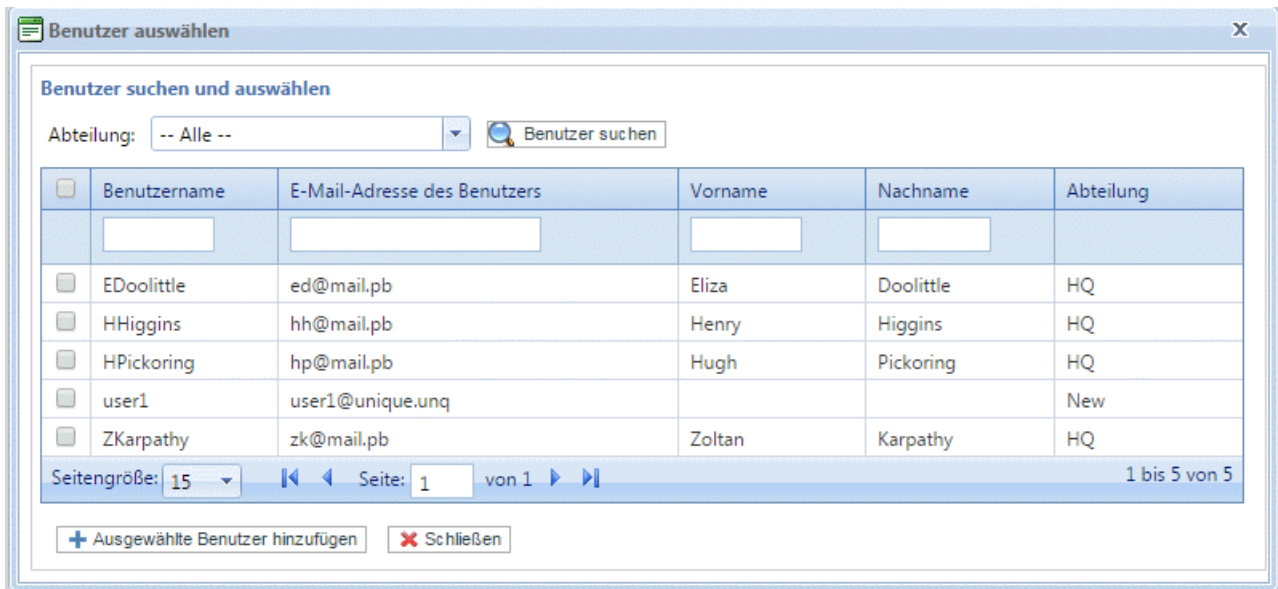 Benutzer auswählen x
Benutzer suchen und auswählen
Abteilung: -- Alle -- Benutzer suchen
Benutzername E-Mail-Adresse des Benutzers Vorname Nachname Abteilung
EDoolittle ed@mail.pb Eliza Doolittle HQ
HHiggins hh@mail.pb Henry Higgins HQ
HPickoring hp@mail.pb Hugh Pickoring HQ
user1 user1@unique.unq New
ZKarpathy zk@mail.pb Zoltan Karpathy HQ
Seitengröße: 15 Seite: 1 von 1 1 bis 5 von 5
Ausgewählte Benutzer hinzufügen Schließen